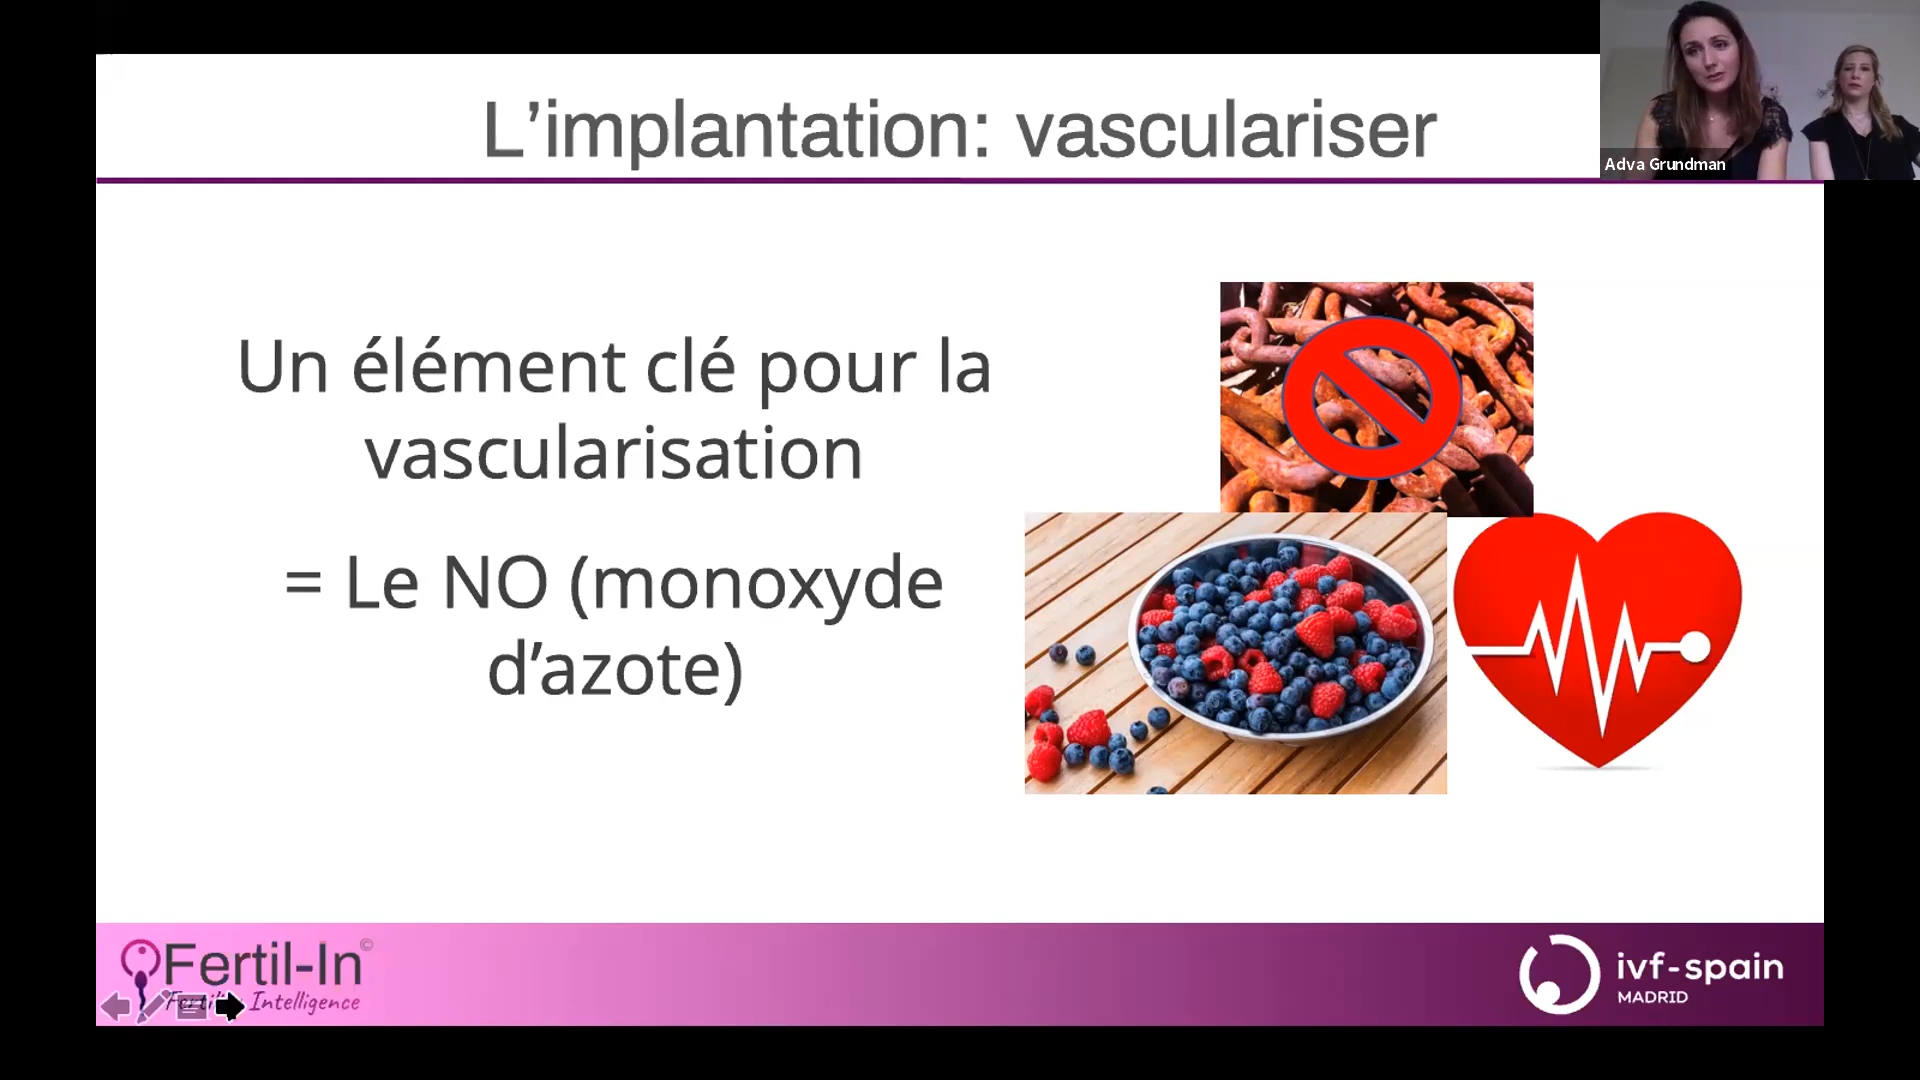 L'implantation: vasculariser
Adva Grundman
Un élément clé pour la
vascularisation
= Le NO (monoxyde
d'azote)
Fertil-In©
Intelligence
ivf-spain
MADRID